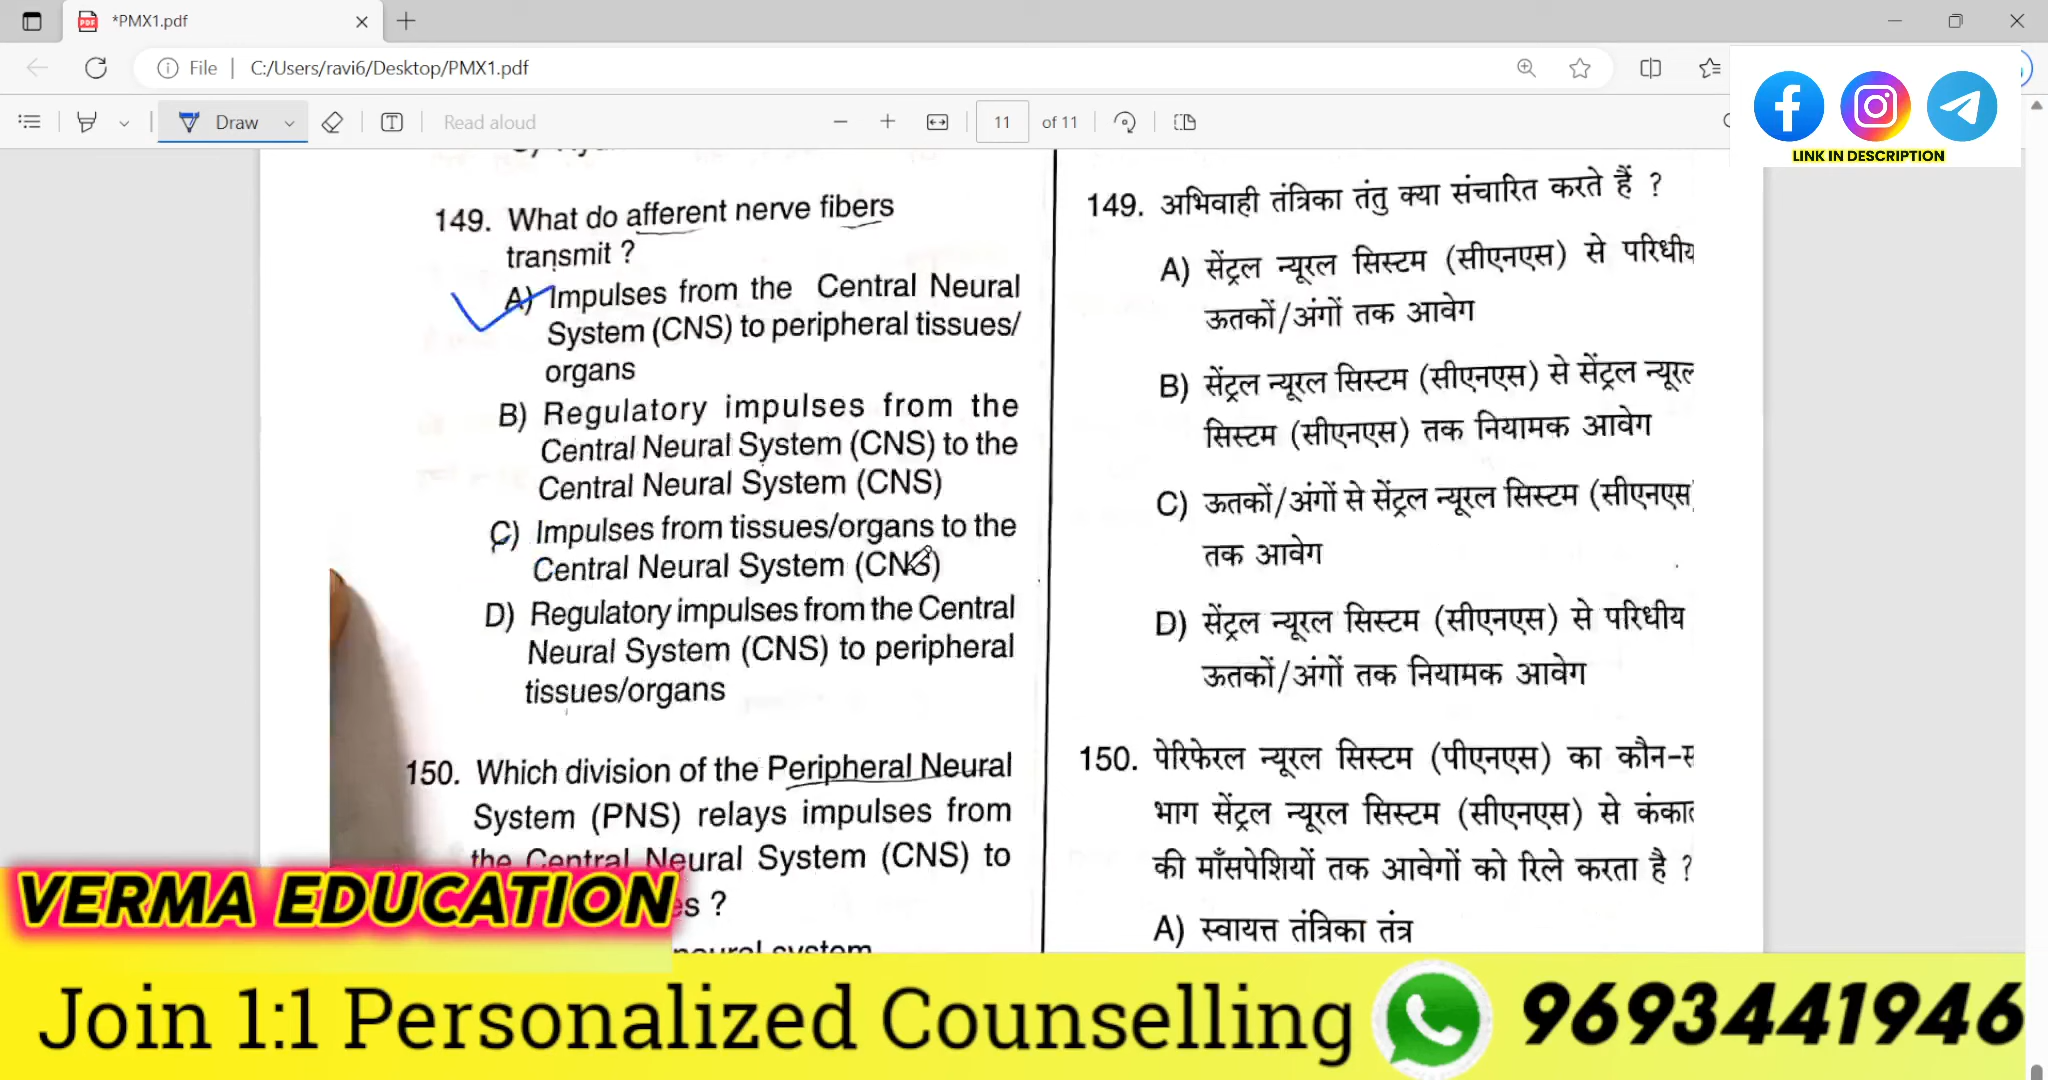 *PMX1.pdf
File
C:/Users/ravi6/Desktop/PMX1.pdf
Draw
Read aloud
11
of 11
LINK IN DESCRIPTION
149. What do afferent nerve fibers
transmit ?
A) Impulses from the Central Neural
System (CNS) to peripheral tissues/
organs
B) Regulatory impulses from the
Central Neural System (CNS) to the
Central Neural System (CNS)
C) Impulses from tissues/organs to the
Central Neural System (CNS)
D) Regulatory impulses from the Central
Neural System (CNS) to peripheral
tissues/organs
150. Which division of the Peripheral Neural
System (PNS) relays impulses from
the Central Neural System (CNS) to
es ?
neural system
149. अभिवाही तंत्रिका तंतु क्या संचारित करते हैं ?
A) सेंट्रल न्यूरल सिस्टम (सीएनएस) से परिधीय
ऊतकों/अंगों तक आवेग
B) सेंट्रल न्यूरल सिस्टम (सीएनएस) से सेंट्रल न्यूरल
सिस्टम (सीएनएस) तक नियामक आवेग
C) ऊतकों/अंगों से सेंट्रल न्यूरल सिस्टम (सीएनएस
तक आवेग
D) सेंट्रल न्यूरल सिस्टम (सीएनएस) से परिधीय
ऊतकों/अंगों तक नियामक आवेग
150. पेरिफेरल न्यूरल सिस्टम (पीएनएस) का कौन-स
भाग सेंट्रल न्यूरल सिस्टम (सीएनएस) से
की माँसपेशियों तक आवेगों को रिले करता है ?
A) स्वायत्त तंत्रिका तंत्र
VERMA EDUCATION
Join 1:1 Personalized Counselling
9693441946